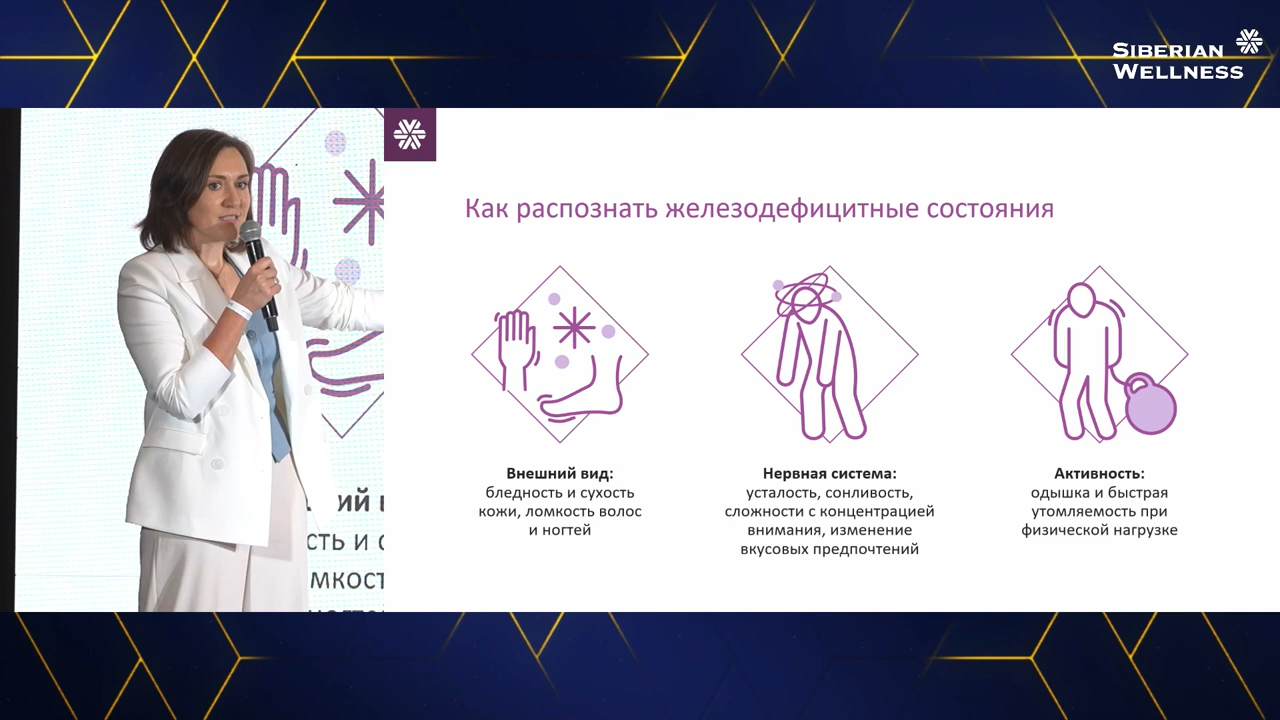 SIBERIAN
WELLNESS
Как распознать железодефицитные состояния
Внешний вид:
бледность и сухость
кожи, ломкость волос
и ногтей
Нервная система:
усталость, сонливость,
сложности с концентрацией
внимания, изменение
вкусовых предпочтений
Активность:
одышка и быстрая
утомляемость при
физической нагрузке